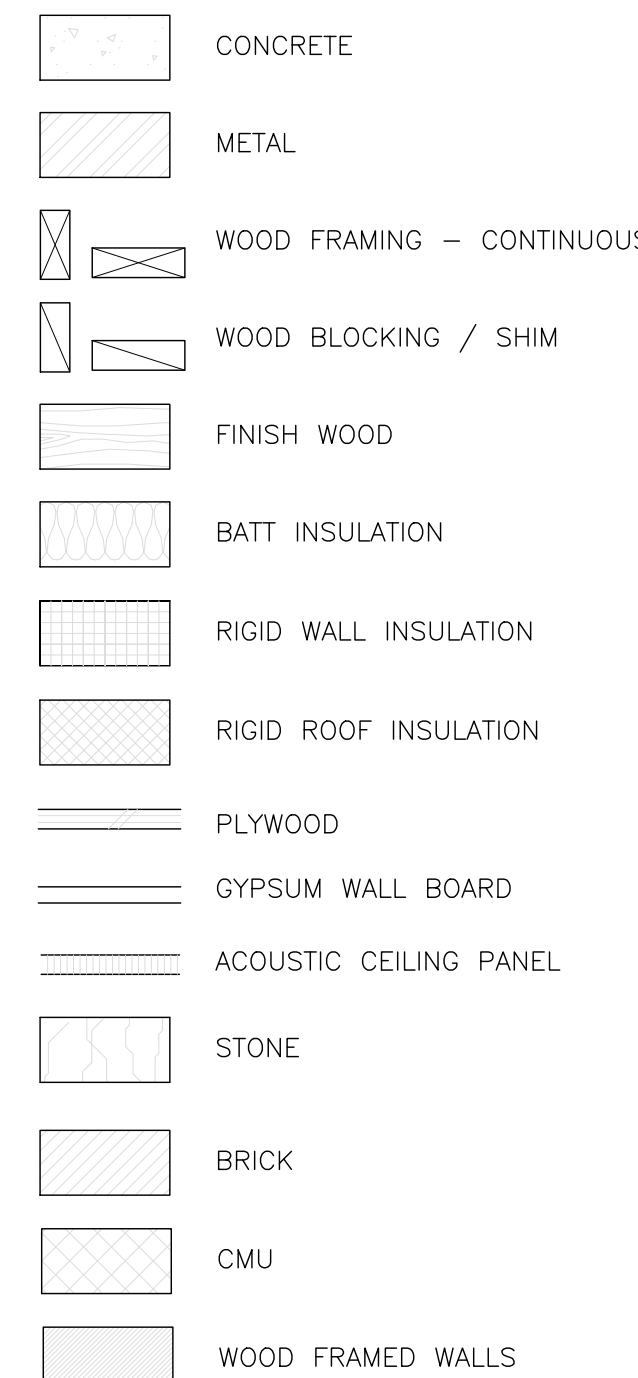 CONCRETE
METAL
WOOD FRAMING – CONTINUOUS
WOOD BLOCKING / SHIM
FINISH WOOD
BATT INSULATION
RIGID WALL INSULATION
RIGID ROOF INSULATION
PLYWOOD
GYPSUM WALL BOARD
ACOUSTIC CEILING PANEL
STONE
BRICK
CMU
WOOD FRAMED WALLS